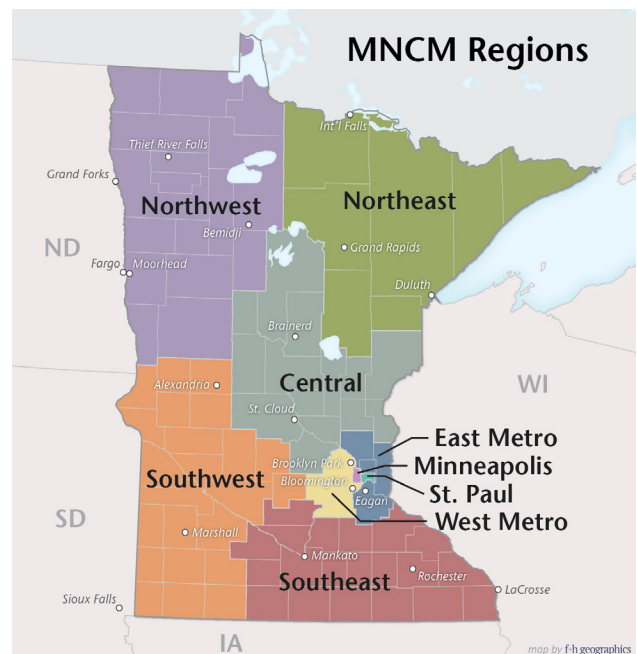 MNCM Regions
Int'l Falls
Thief River Falls
Grand Forks
Northwest
Northeast
Bemidji
Grand Rapids
ND
Fargo
Moorhead
Duluth
Brainerd
Central
WI
Alexandria
St. Cloud
East Metro
Brooklyn Park
Minneapolis
Southwest
Bloomington
St. Paul
Eagan
West Metro
SD
Marshall
Mankato
Southeast
Rochester
LaCrosse
Sioux Falls
IA
map by f+h geographics